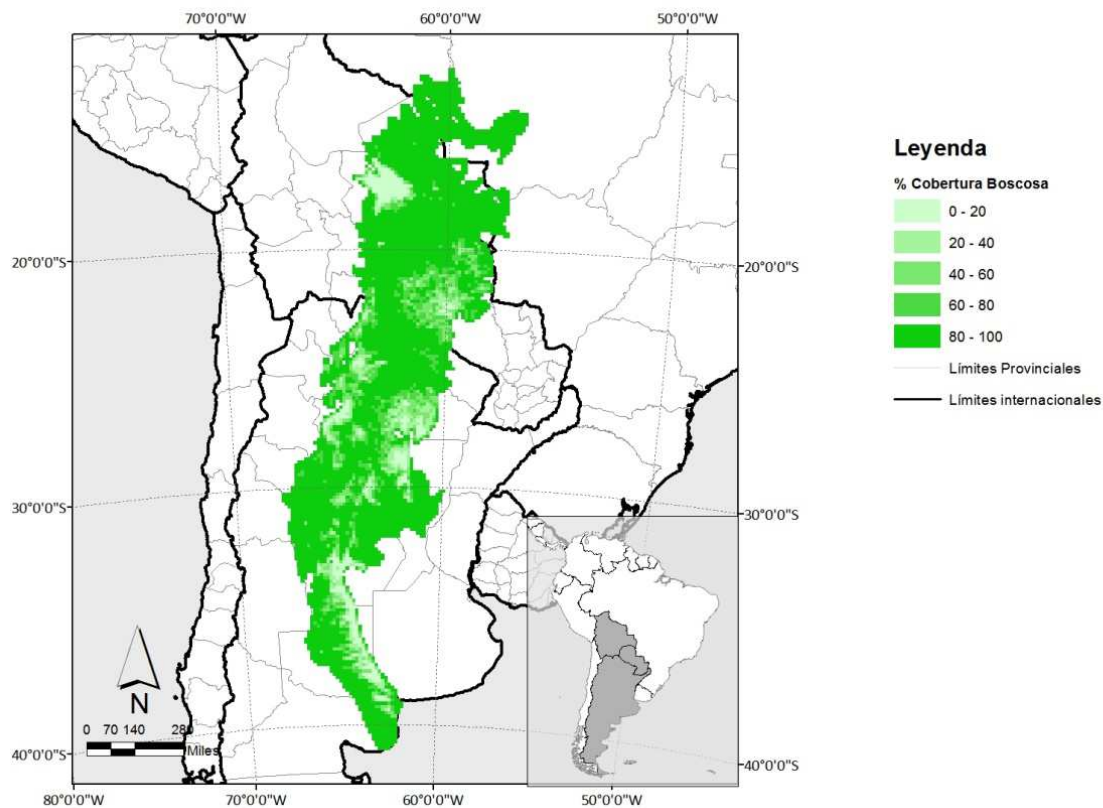 70°0'0"W 60°0'0"W 50°0'0"W
Leyenda
% Cobertura Boscosa
0 - 20
20 - 40
40 - 60
60 - 80
80 - 100
Límites Provinciales
Límites internacionales
20°0'0"S 20°0'0"S
30°0'0"S 30°0'0"S
N
0 70 140 280
Miles
40°0'0"S 40°0'0"S
80°0'0"W 70°0'0"W 60°0'0"W 50°0'0"W